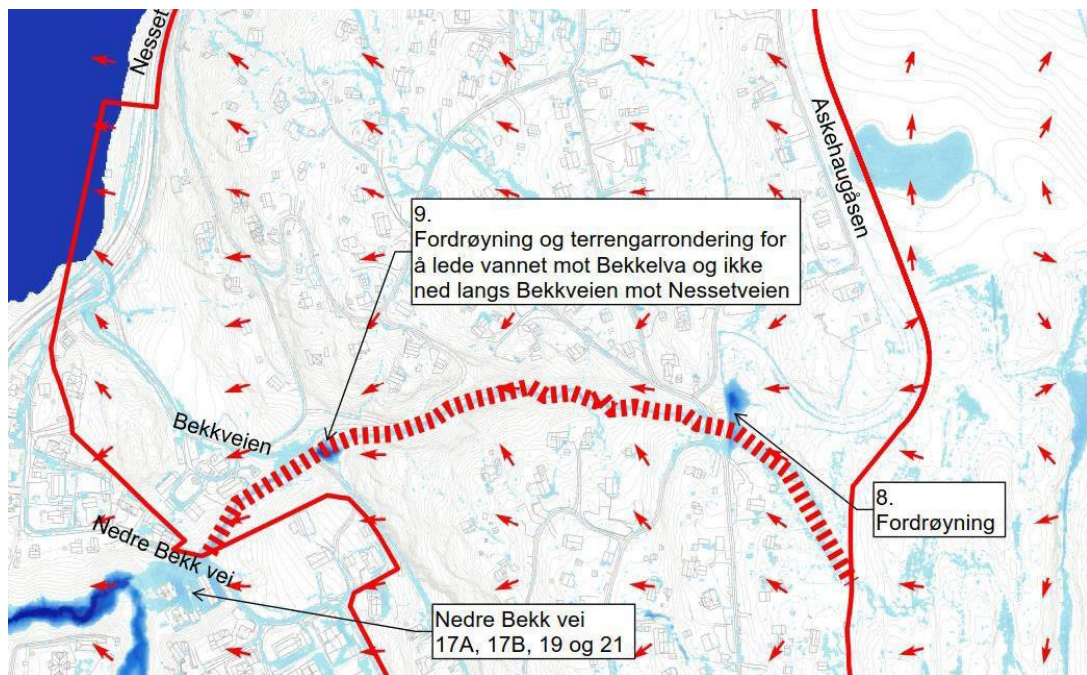 Nesset
Askehaugåsen
9.
Fordrøyning og terrengarrondering for
å lede vannet mot Bekkelva og ikke
ned langs Bekkveien mot Nessetveien
Bekkveien
8.
Fordrøyning
Nedre Bekk vei
Nedre Bekk vei
17A, 17B, 19 og 21